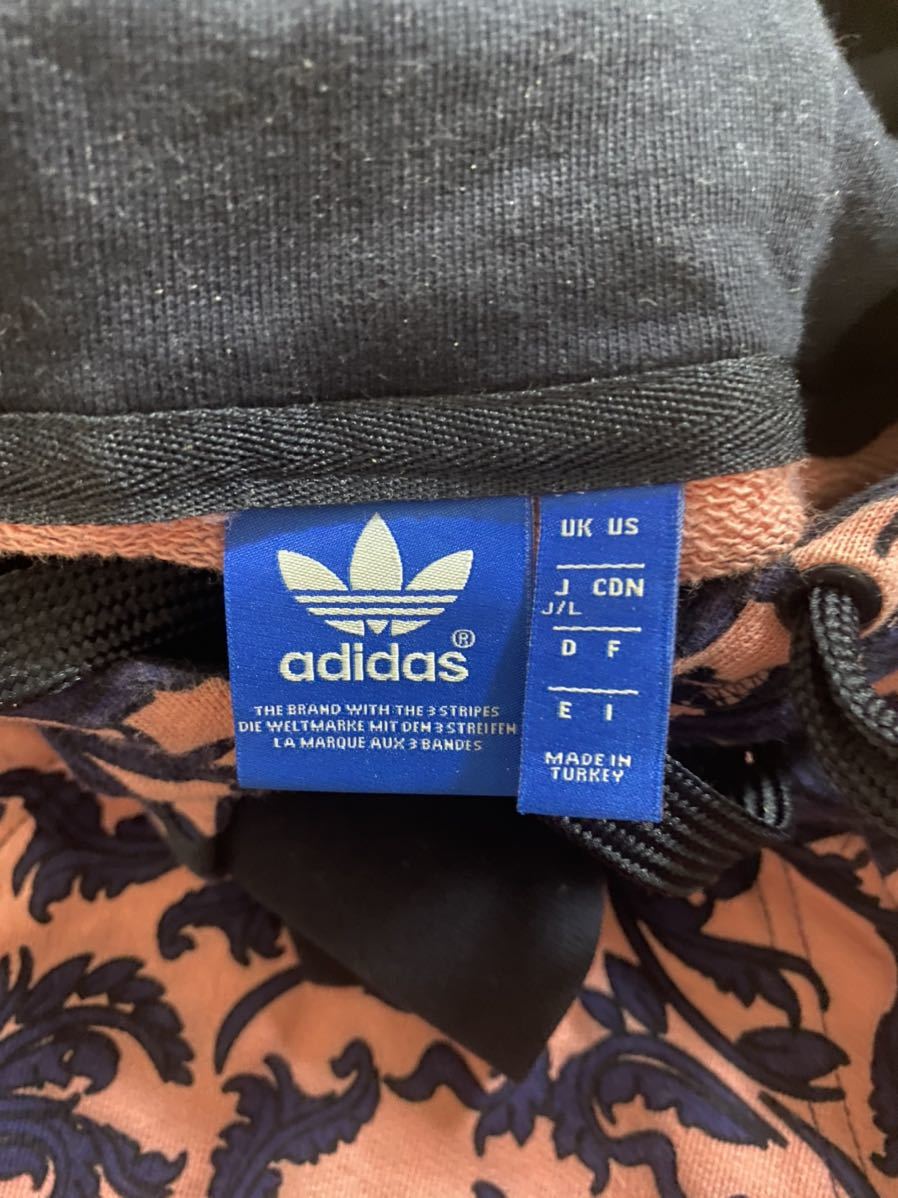 adidas®
THE BRAND WITH THE 3 STRIPES
DIE WELTMARKE MIT DEN 3 STREIFEN
LA MARQUE AUX 3 BANDES
UK US
J CDN
J/L
D F
E I
MADE IN
TURKEY